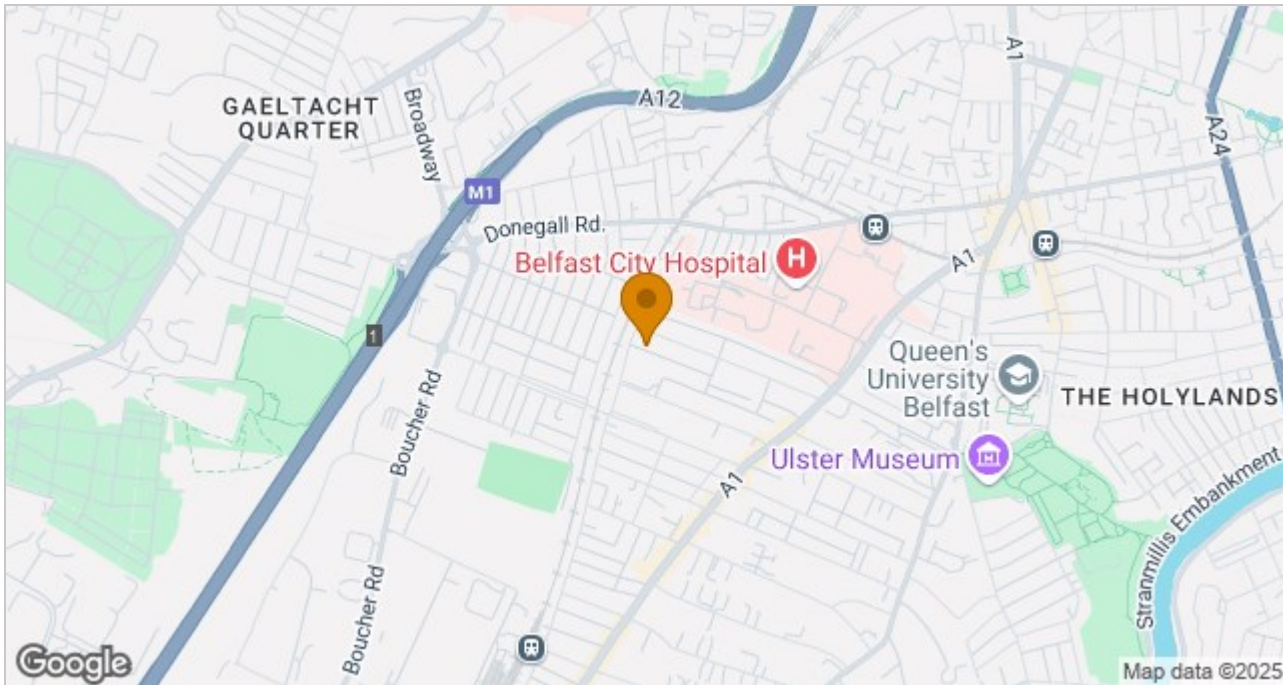 A12
A1
GAELTACHT
QUARTER
Broadway
A24
M1
Donegall Rd.
Belfast City Hospital
H
A1
1
Queen's
University
Belfast
THE HOLYLANDS
Boucher Rd
Ulster Museum
A1
Stranmillis Embankment
Boucher Rd
Google
Map data ©2025